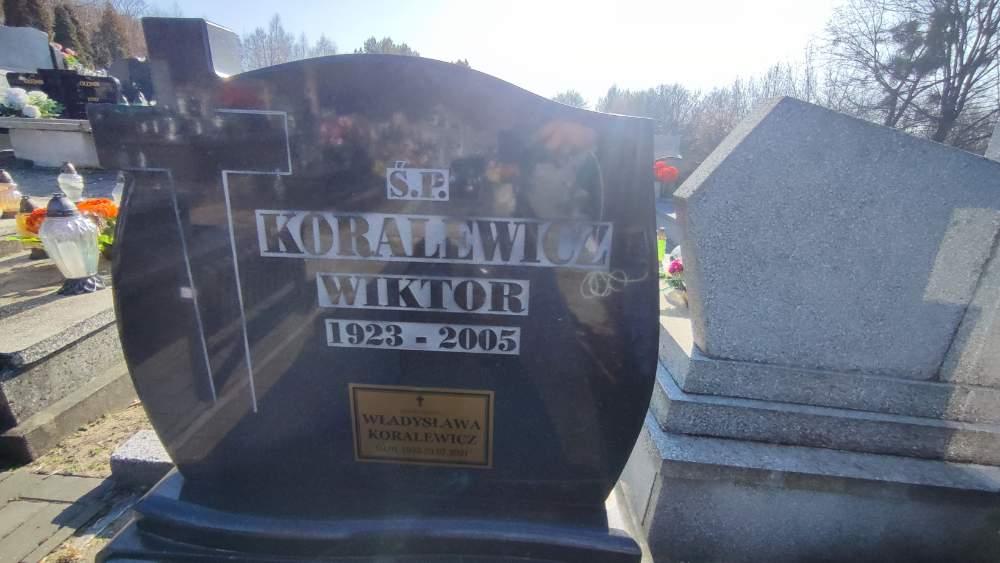 Ś.P.
KORALEWICZ
WIKTOR
1923 - 2005
WŁADYSŁAWA
KORALEWICZ